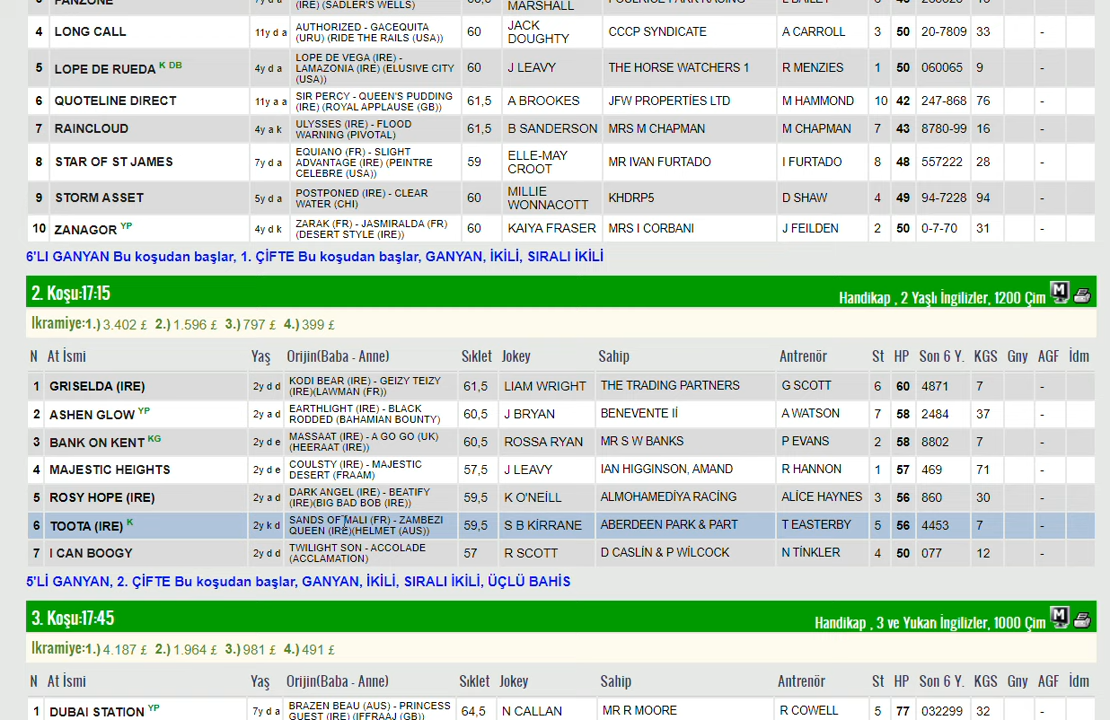 MARSHALL
4 LONG CALL 11y d a AUTHORIZED - GACEQUITA (URU) (RIDE THE RAILS (USA)) 60 JACK DOUGHTY CCCP SYNDICATE A CARROLL 3 50 20-7809 33 -
5 LOPE DE RUEDA K DB 4y d a LOPE DE VEGA (IRE) - LAMAZONIA (IRE) (ELUSIVE CITY (USA)) 60 J LEAVY THE HORSE WATCHERS 1 R MENZIES 1 50 060065 9 -
6 QUOTELINE DIRECT 11y a a SIR PERCY - QUEEN'S PUDDING (IRE) (ROYAL APPLAUSE (GB)) 61,5 A BROOKES JFW PROPERTİES LTD M HAMMOND 10 42 247-868 76 -
7 RAINCLOUD 4y a k ULYSSES (IRE) - FLOOD WARNING (PIVOTAL) 61,5 B SANDERSON MRS M CHAPMAN M CHAPMAN 7 43 8780-99 16 -
8 STAR OF ST JAMES 7y d a EQUIANO (FR) - SLIGHT ADVANTAGE (IRE) (PEINTRE CELEBRE (USA)) 59 ELLE-MAY CROOT MR IVAN FURTADO I FURTADO 8 48 557222 28 -
9 STORM ASSET 5y d a POSTPONED (IRE) - CLEAR WATER (CHI) 60 MILLIE WONNACOTT KHDRP5 D SHAW 4 49 94-7228 94 -
10 ZANAGOR YP 4y d k ZARAK (FR) - JASMIRALDA (FR) (DESERT STYLE (IRE)) 60 KAIYA FRASER MRS I CORBANI J FEILDEN 2 50 0-7-70 31 -
6'LI GANYAN Bu koşudan başlar, 1. ÇİFTE Bu koşudan başlar, GANYAN, İKİLİ, SIRALI İKİLİ
2. Koşu:17:15 Handikap , 2 Yaşlı İngilizler, 1200 Çim M
İkramiye:1.) 3.402 £ 2.) 1.596 £ 3.) 797 £ 4.) 399 £
N At İsmi Yaş Orijin(Baba - Anne) Sıklet Jokey Sahip Antrenör St HP Son 6 Y. KGS Gny AGF İdm
1 GRISELDA (IRE) 2y d d KODI BEAR (IRE) - GEIZY TEIZY (IRE)(LAWMAN (FR)) 61,5 LIAM WRIGHT THE TRADING PARTNERS G SCOTT 6 60 4871 7 -
2 ASHEN GLOW YP 2y a d EARTHLIGHT (IRE) - BLACK RODDED (BAHAMIAN BOUNTY) 60,5 J BRYAN BENEVENTE İİ A WATSON 7 58 2484 37 -
3 BANK ON KENT KG 2y d e MASSAAT (IRE) - A GO GO (UK) (HEERAAT (IRE)) 60,5 ROSSA RYAN MR S W BANKS P EVANS 2 58 8802 7 -
4 MAJESTIC HEIGHTS 2y d e COULSTY (IRE) - MAJESTIC DESERT (FRAAM) 57,5 J LEAVY IAN HIGGINSON, AMAND R HANNON 1 57 469 71 -
5 ROSY HOPE (IRE) 2y a d DARK ANGEL (IRE) - BEATIFY (IRE)(BIG BAD BOB (IRE)) 59,5 K O'NEİLL ALMOHAMEDİYA RACİNG ALİCE HAYNES 3 56 860 30 -
6 TOOTA (IRE) K 2y k d SANDS OF MALI (FR) - ZAMBEZI QUEEN (IRE)(HELMET (AUS)) 59,5 S B KİRRANE ABERDEEN PARK & PART T EASTERBY 5 56 4453 7 -
7 I CAN BOOGY 2y d d TWILIGHT SON - ACCOLADE (ACCLAMATION) 57 R SCOTT D CASLİN & P WİLCOCK N TİNKLER 4 50 077 12 -
5'Lİ GANYAN, 2. ÇİFTE Bu koşudan başlar, GANYAN, İKİLİ, SIRALI İKİLİ, ÜÇLÜ BAHİS
3. Koşu:17:45 Handikap , 3 ve Yukarı İngilizler, 1000 Çim M
İkramiye:1.) 4.187 £ 2.) 1.964 £ 3.) 981 £ 4.) 491 £
N At İsmi Yaş Orijin(Baba - Anne) Sıklet Jokey Sahip Antrenör St HP Son 6 Y. KGS Gny AGF İdm
1 DUBAI STATION YP 7y d a BRAZEN BEAU (AUS) - PRINCESS GUEST (IRE) (IFFRAAJ (GB)) 64,5 N CALLAN MR R MOORE R COWELL 5 77 032299 32 -